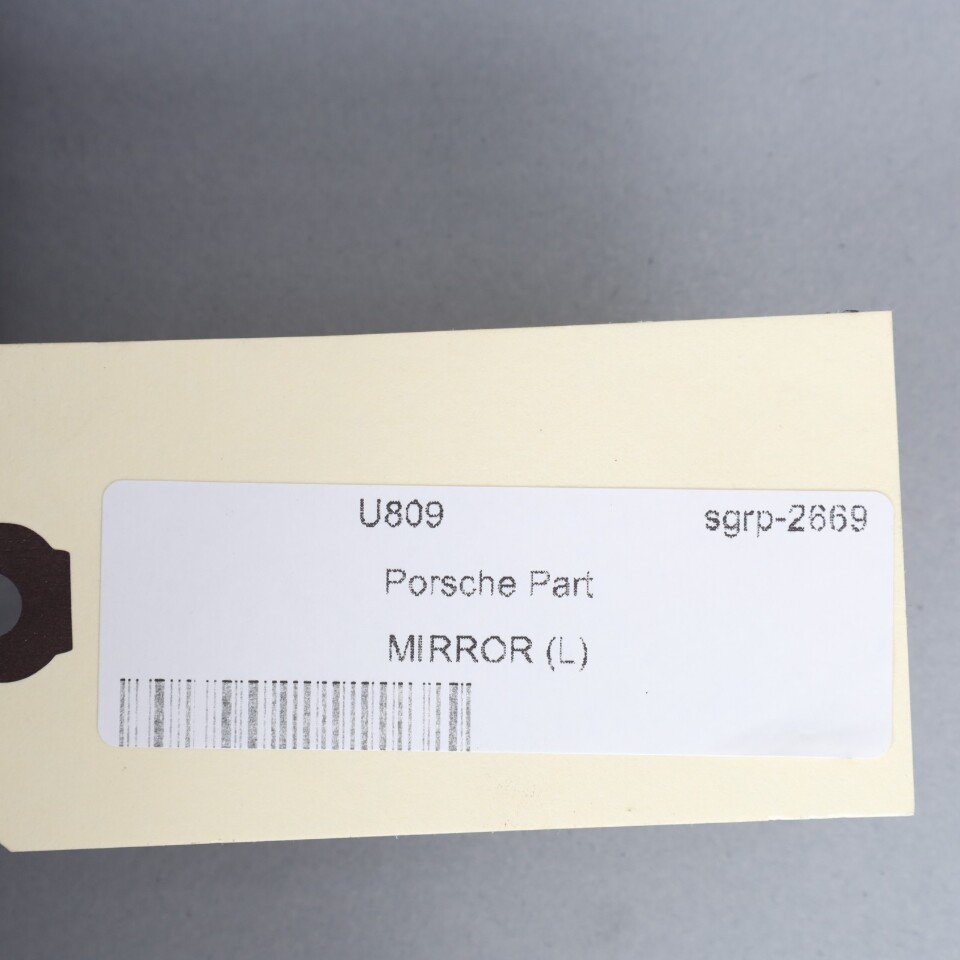 U809 sgrp-2669
Porsche Part
MIRROR (L)